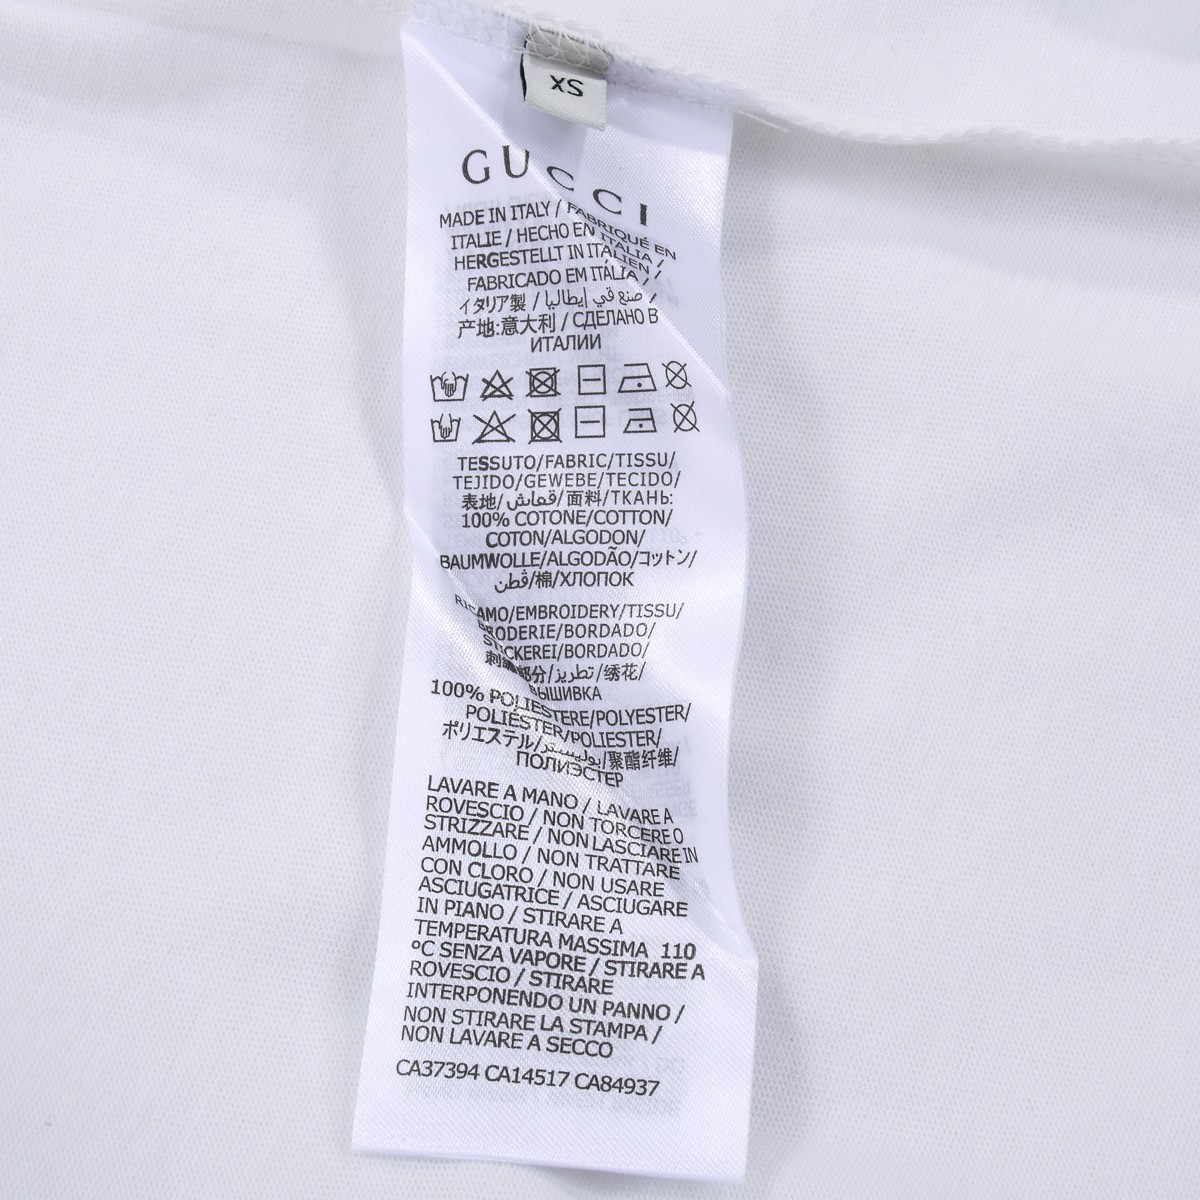 XS
GUCCI
MADE IN ITALY / FABRIQUÉ EN
ITALIE / HECHO EN ITALIA /
HERGESTELLT IN ITALIEN /
FABRICADO EM ITÁLIA /
イタリア製 / صنع في إيطاليا /
产地:意大利 / СДЕЛАНО В
ИТАЛИИ
TESSUTO/FABRIC/TISSU/
TEJIDO/GEWEBE/TECIDO/
表地/قماش/面料/ТКАНЬ:
100% COTONE/COTTON/
COTON/ALGODON/
BAUMWOLLE/ALGODÃO/コットン/
قطن/棉/ХЛОПОК
RICAMO/EMBROIDERY/TISSU/
BRODERIE/BORDADO/
STICKEREI/BORDADO/
刺繍部分/تطريز/绣花/
ВЫШИВКА
100% POLIESTERE/POLYESTER/
POLIESTER/POLIESTER/
ポリエステル/بوليستر/聚酯纤维/
ПОЛИЭСТЕР
LAVARE A MANO / LAVARE A
ROVESCIO / NON TORCERE O
STRIZZARE / NON LASCIARE IN
AMMOLLO / NON TRATTARE
CON CLORO / NON USARE
ASCIUGATRICE / ASCIUGARE
IN PIANO / STIRARE A
TEMPERATURA MASSIMA 110
°C SENZA VAPORE / STIRARE A
ROVESCIO / STIRARE
INTERPONENDO UN PANNO /
NON STIRARE LA STAMPA /
NON LAVARE A SECCO
CA37394 CA14517 CA84937